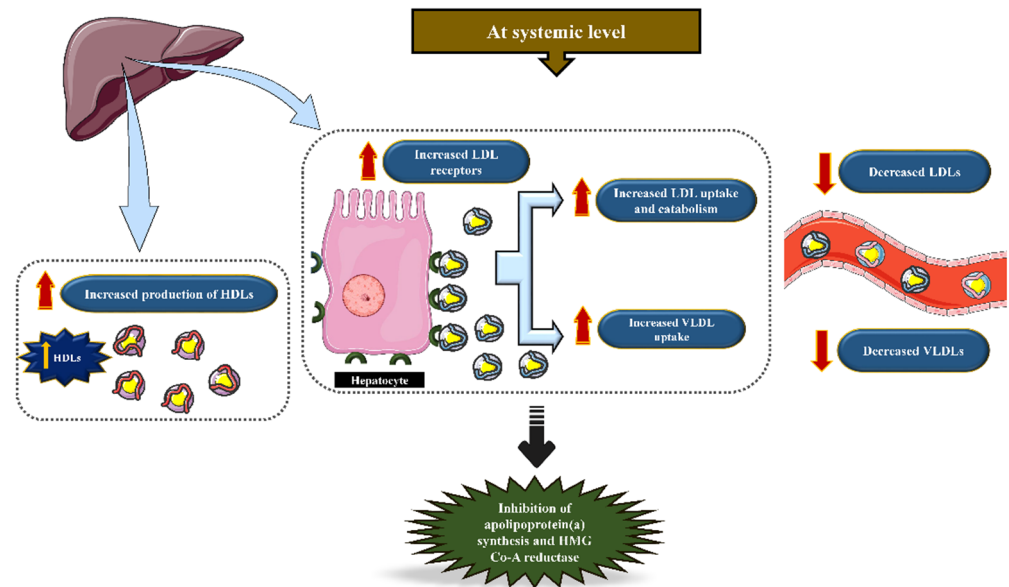 At systemic level
Increased LDL
receptors
Increased LDL uptake
and catabolism
Decreased LDLs
Increased production of HDLs
HDLs
Increased VLDL
uptake
Decreased VLDLs
Hepatocyte
Inhibition of
apolipoprotein(a)
synthesis and HMG
Co-A reductase